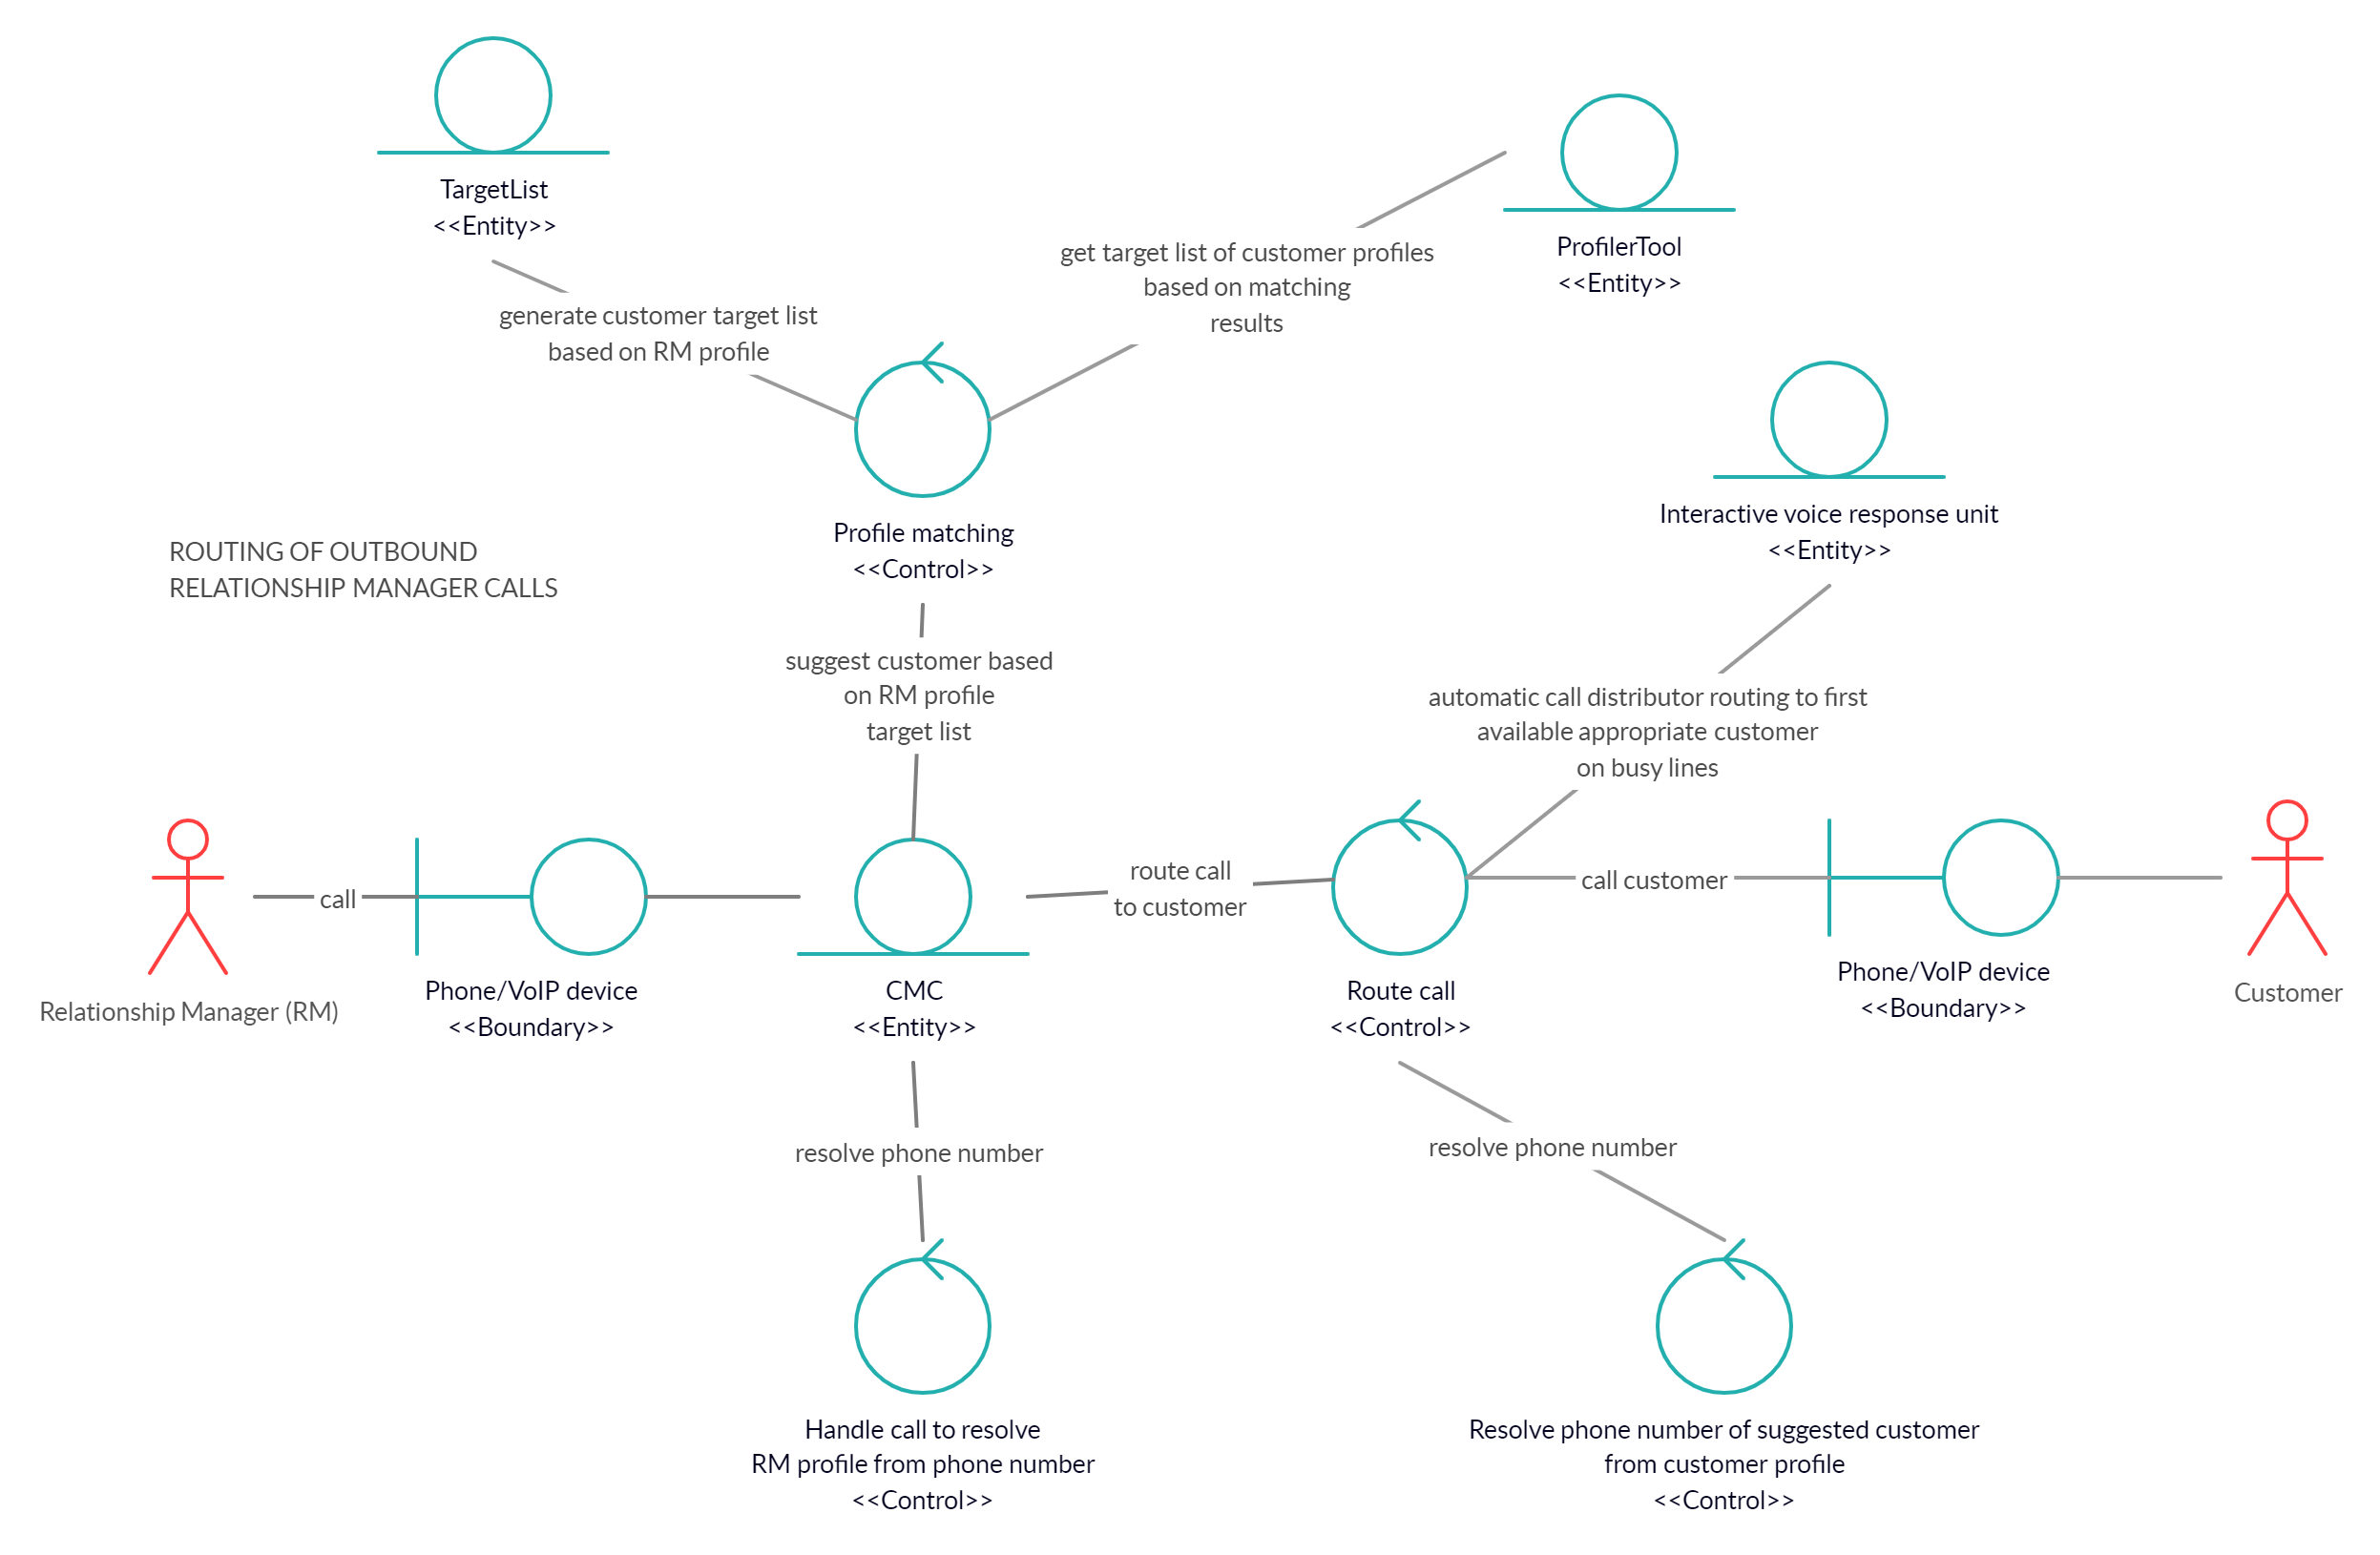 TargetList
<<Entity>>
ProfilerTool
<<Entity>>
get target list of customer profiles
based on matching
results
generate customer target list
based on RM profile
Interactive voice response unit
<<Entity>>
Profile matching
<<Control>>
ROUTING OF OUTBOUND
RELATIONSHIP MANAGER CALLS
suggest customer based
on RM profile
target list
automatic call distributor routing to first
available appropriate customer
on busy lines
call
route call
to customer
call customer
Relationship Manager (RM)
Phone/VoIP device
<<Boundary>>
CMC
<<Entity>>
Route call
<<Control>>
Phone/VoIP device
<<Boundary>>
Customer
resolve phone number
resolve phone number
Handle call to resolve
RM profile from phone number
<<Control>>
Resolve phone number of suggested customer
from customer profile
<<Control>>